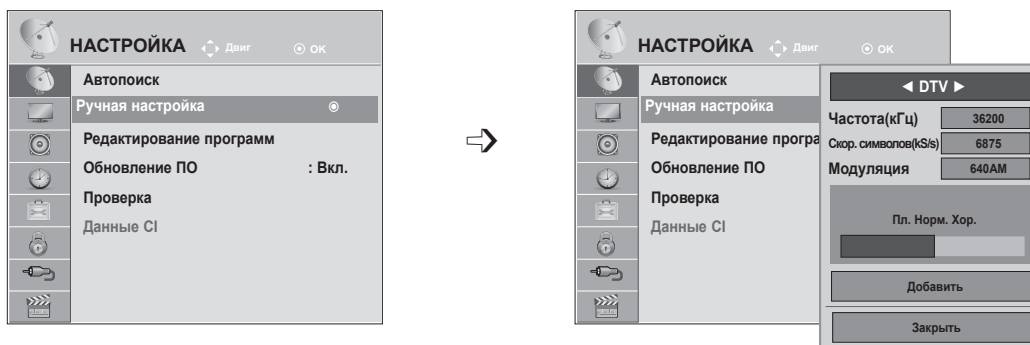 НАСТРОЙКА Двиг ОК
Автопоиск
Ручная настройка
Редактирование программ
Обновление ПО : Вкл.
Проверка
Данные CI
НАСТРОЙКА Двиг ОК
Автопоиск
Ручная настройка
Редактирование програ
Обновление ПО
Проверка
Данные CI
◄ DTV ►
Частота(кГц) 36200
Скор. символов(kS/s) 6875
Модуляция 640AM
Пл. Норм. Хор.
Добавить
Закрыть